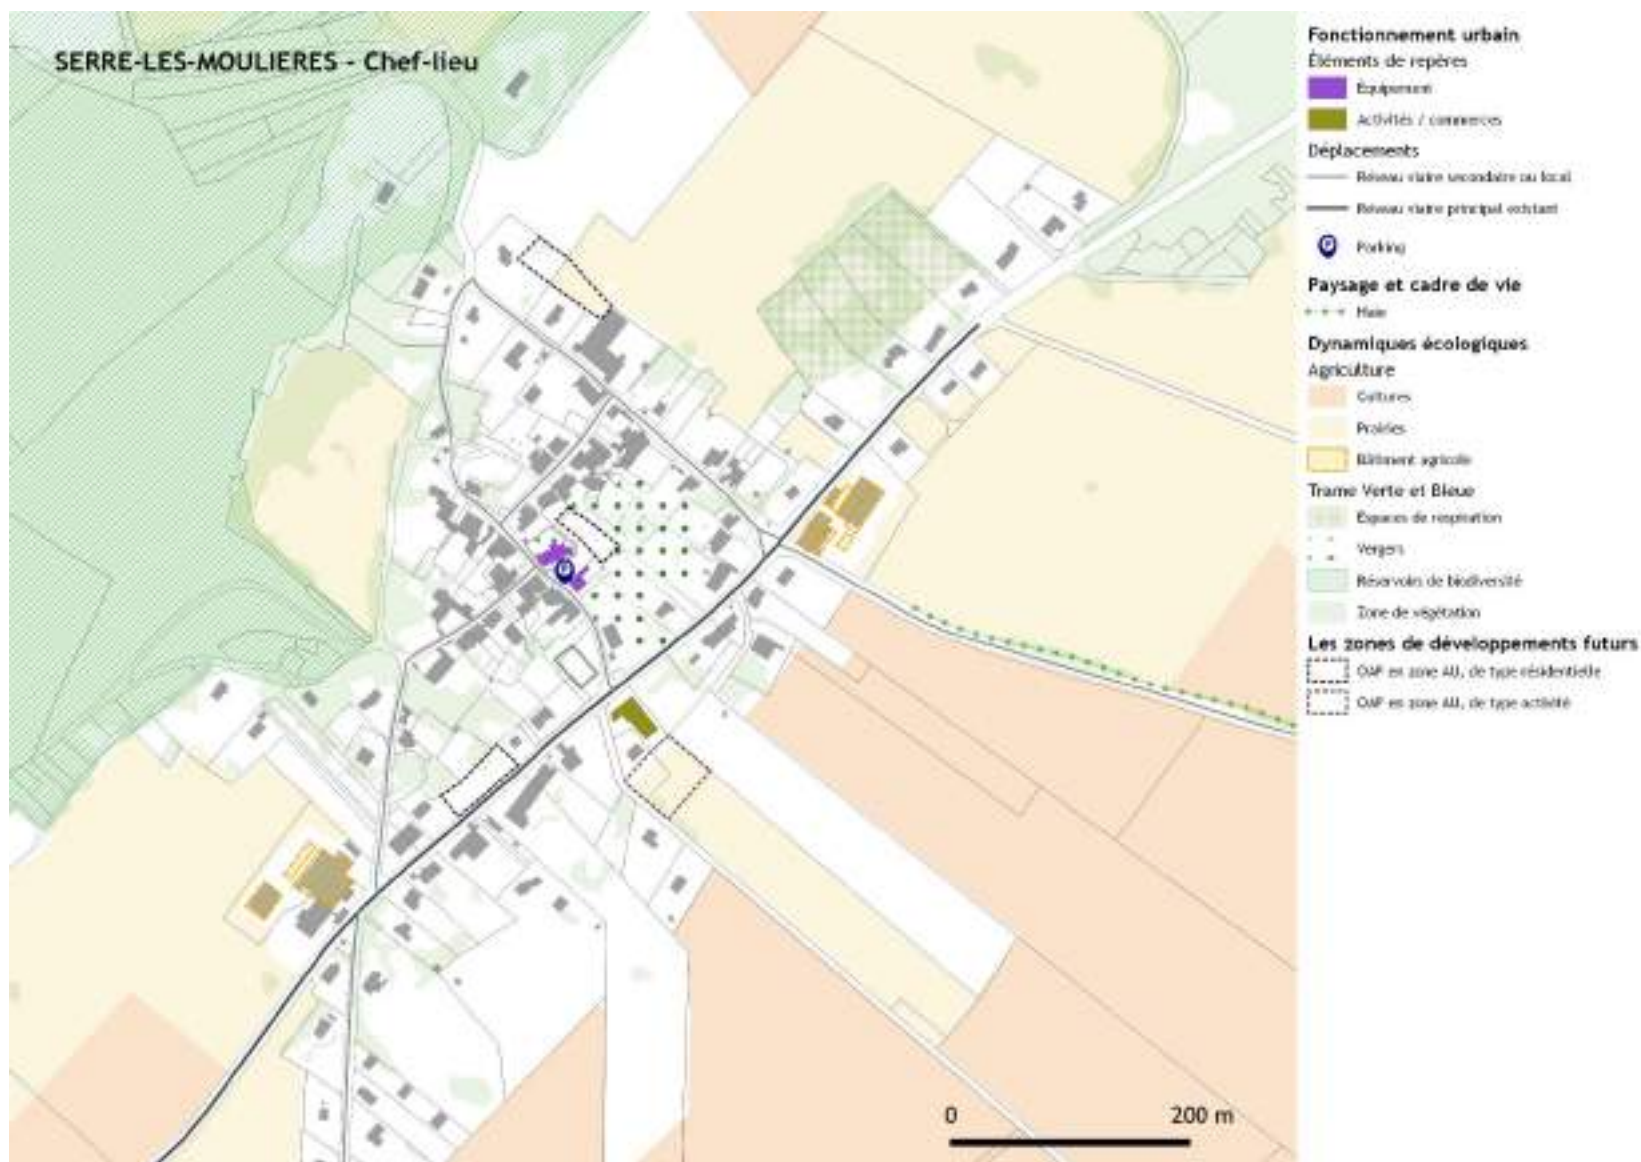 SERRE-LES-MOULIERES - Chef-lieu
Fonctionnement urbain
Éléments de repères
Equipement
Activités / commerces
Déplacements
Réseau viaire secondaire ou local
Réseau viaire principal existant
P
Parking
Paysage et cadre de vie
Haie
Dynamiques écologiques
Agriculture
Cultures
Prairies
Bâtiment agricole
Trame Verte et Bleue
Espaces de respiration
Vergers
Réservoirs de biodiversité
Zone de végétation
Les zones de développements futurs
OAP en zone AU, de type résidentielle
OAP en zone AU, de type activité
0 200 m